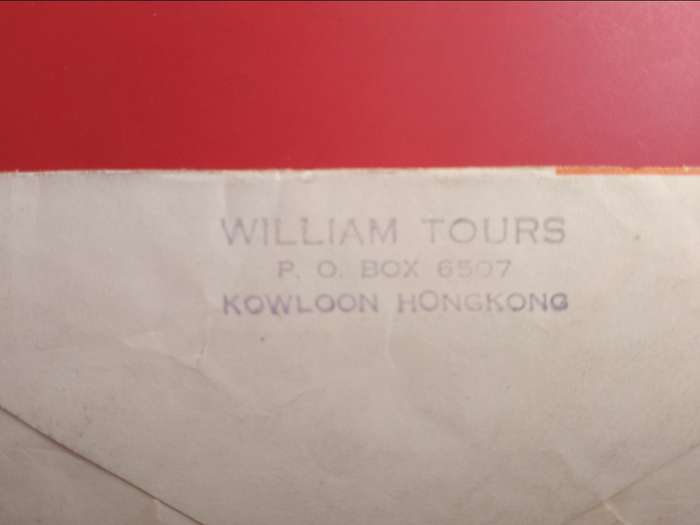 WILLIAM TOURS
P. O. BOX 6507
KOWLOON HONGKONG